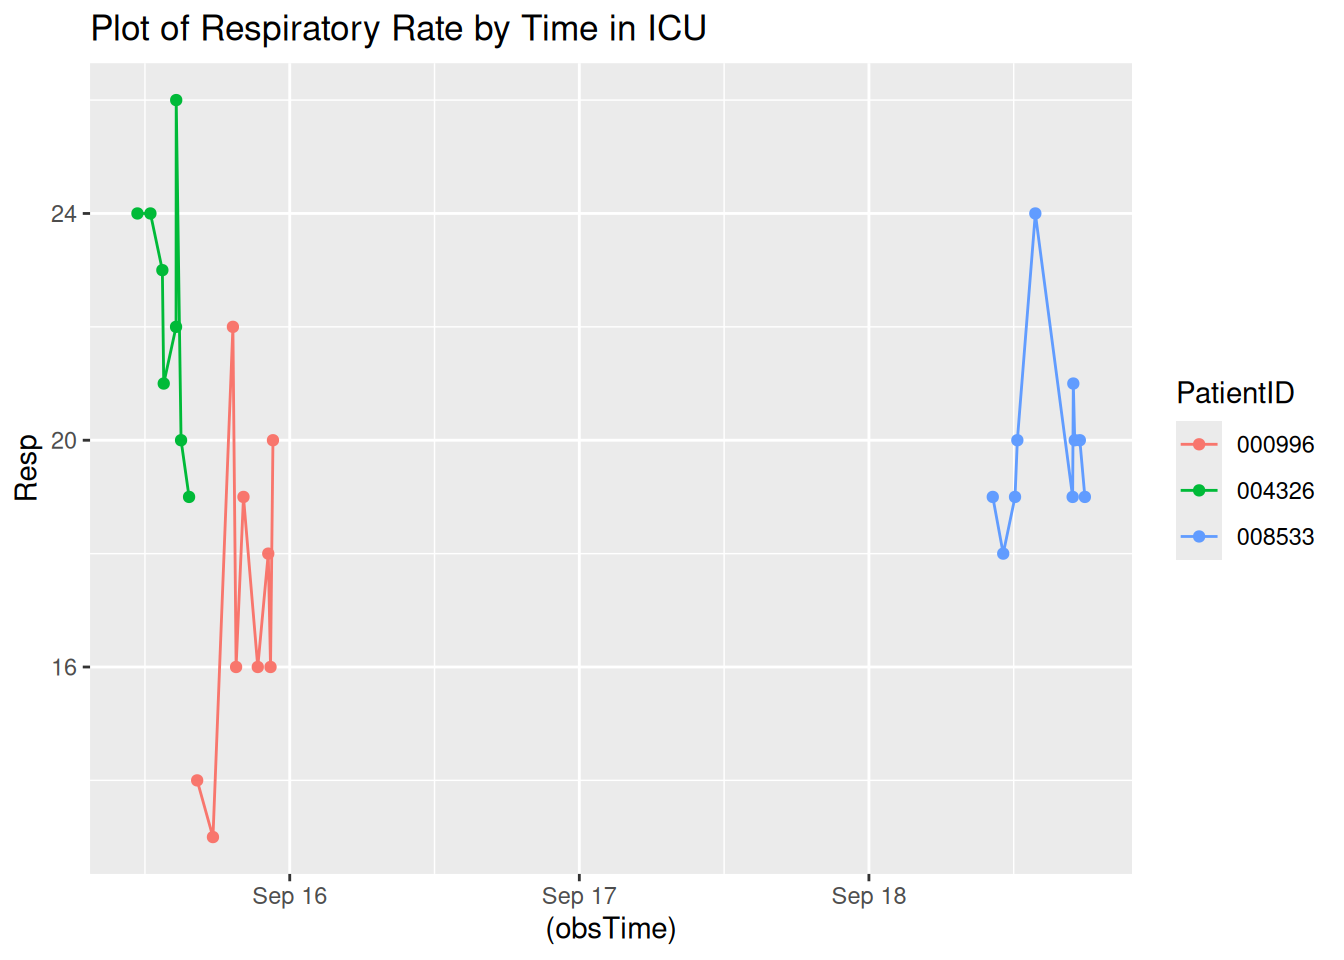 Plot of Respiratory Rate by Time in ICU
24
20
16
Resp
Sep 16
Sep 17
Sep 18
(obsTime)
PatientID
000996
004326
008533